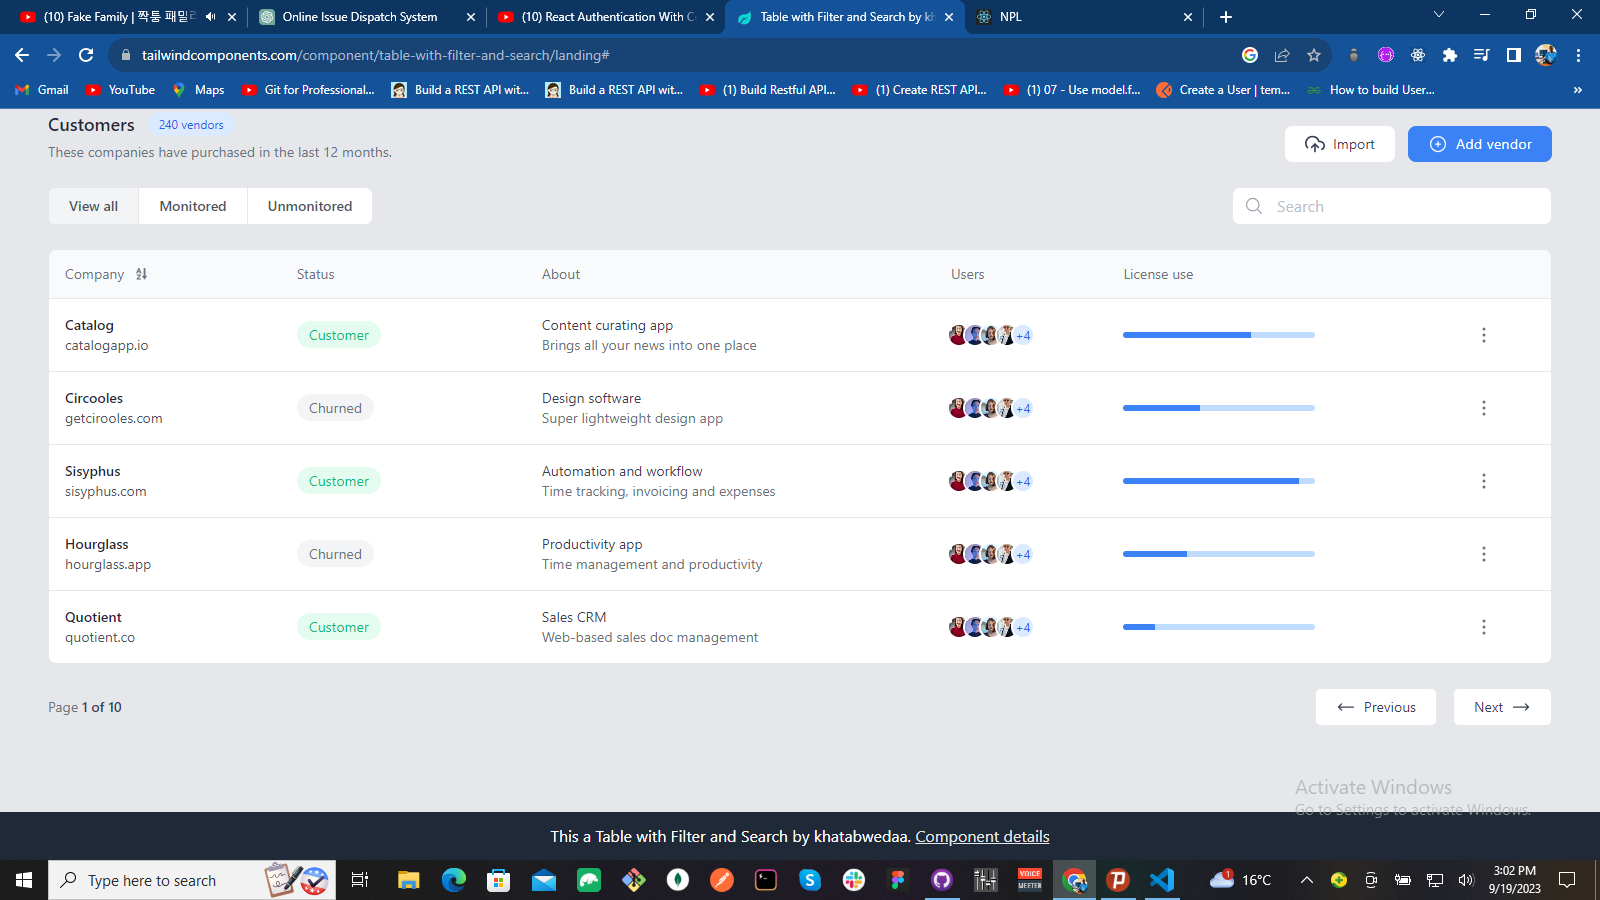 (10) Fake Family | 짝퉁 패밀리
Online Issue Dispatch System
(10) React Authentication With Co
Table with Filter and Search by kh
NPL
tailwindcomponents.com/component/table-with-filter-and-search/landing#
Gmail
YouTube
Maps
Git for Professional...
Build a REST API wit...
Build a REST API wit...
(1) Build Restful API...
(1) Create REST API...
(1) 07 - Use model.f...
Create a User | tem...
How to build User...
»
Customers
240 vendors
These companies have purchased in the last 12 months.
Import
Add vendor
View all
Monitored
Unmonitored
Search
Company
Status
About
Users
License use
Catalog
catalogapp.io
Customer
Content curating app
Brings all your news into one place
+4
Circooles
getcirooles.com
Churned
Design software
Super lightweight design app
+4
Sisyphus
sisyphus.com
Customer
Automation and workflow
Time tracking, invoicing and expenses
+4
Hourglass
hourglass.app
Churned
Productivity app
Time management and productivity
+4
Quotient
quotient.co
Customer
Sales CRM
Web-based sales doc management
+4
Page 1 of 10
Previous
Next
Activate Windows
Go to Settings to activate Windows.
This a Table with Filter and Search by khatabwedaa. Component details
Type here to search
VOICE
MEETER
1
16°C
3:02 PM
9/19/2023